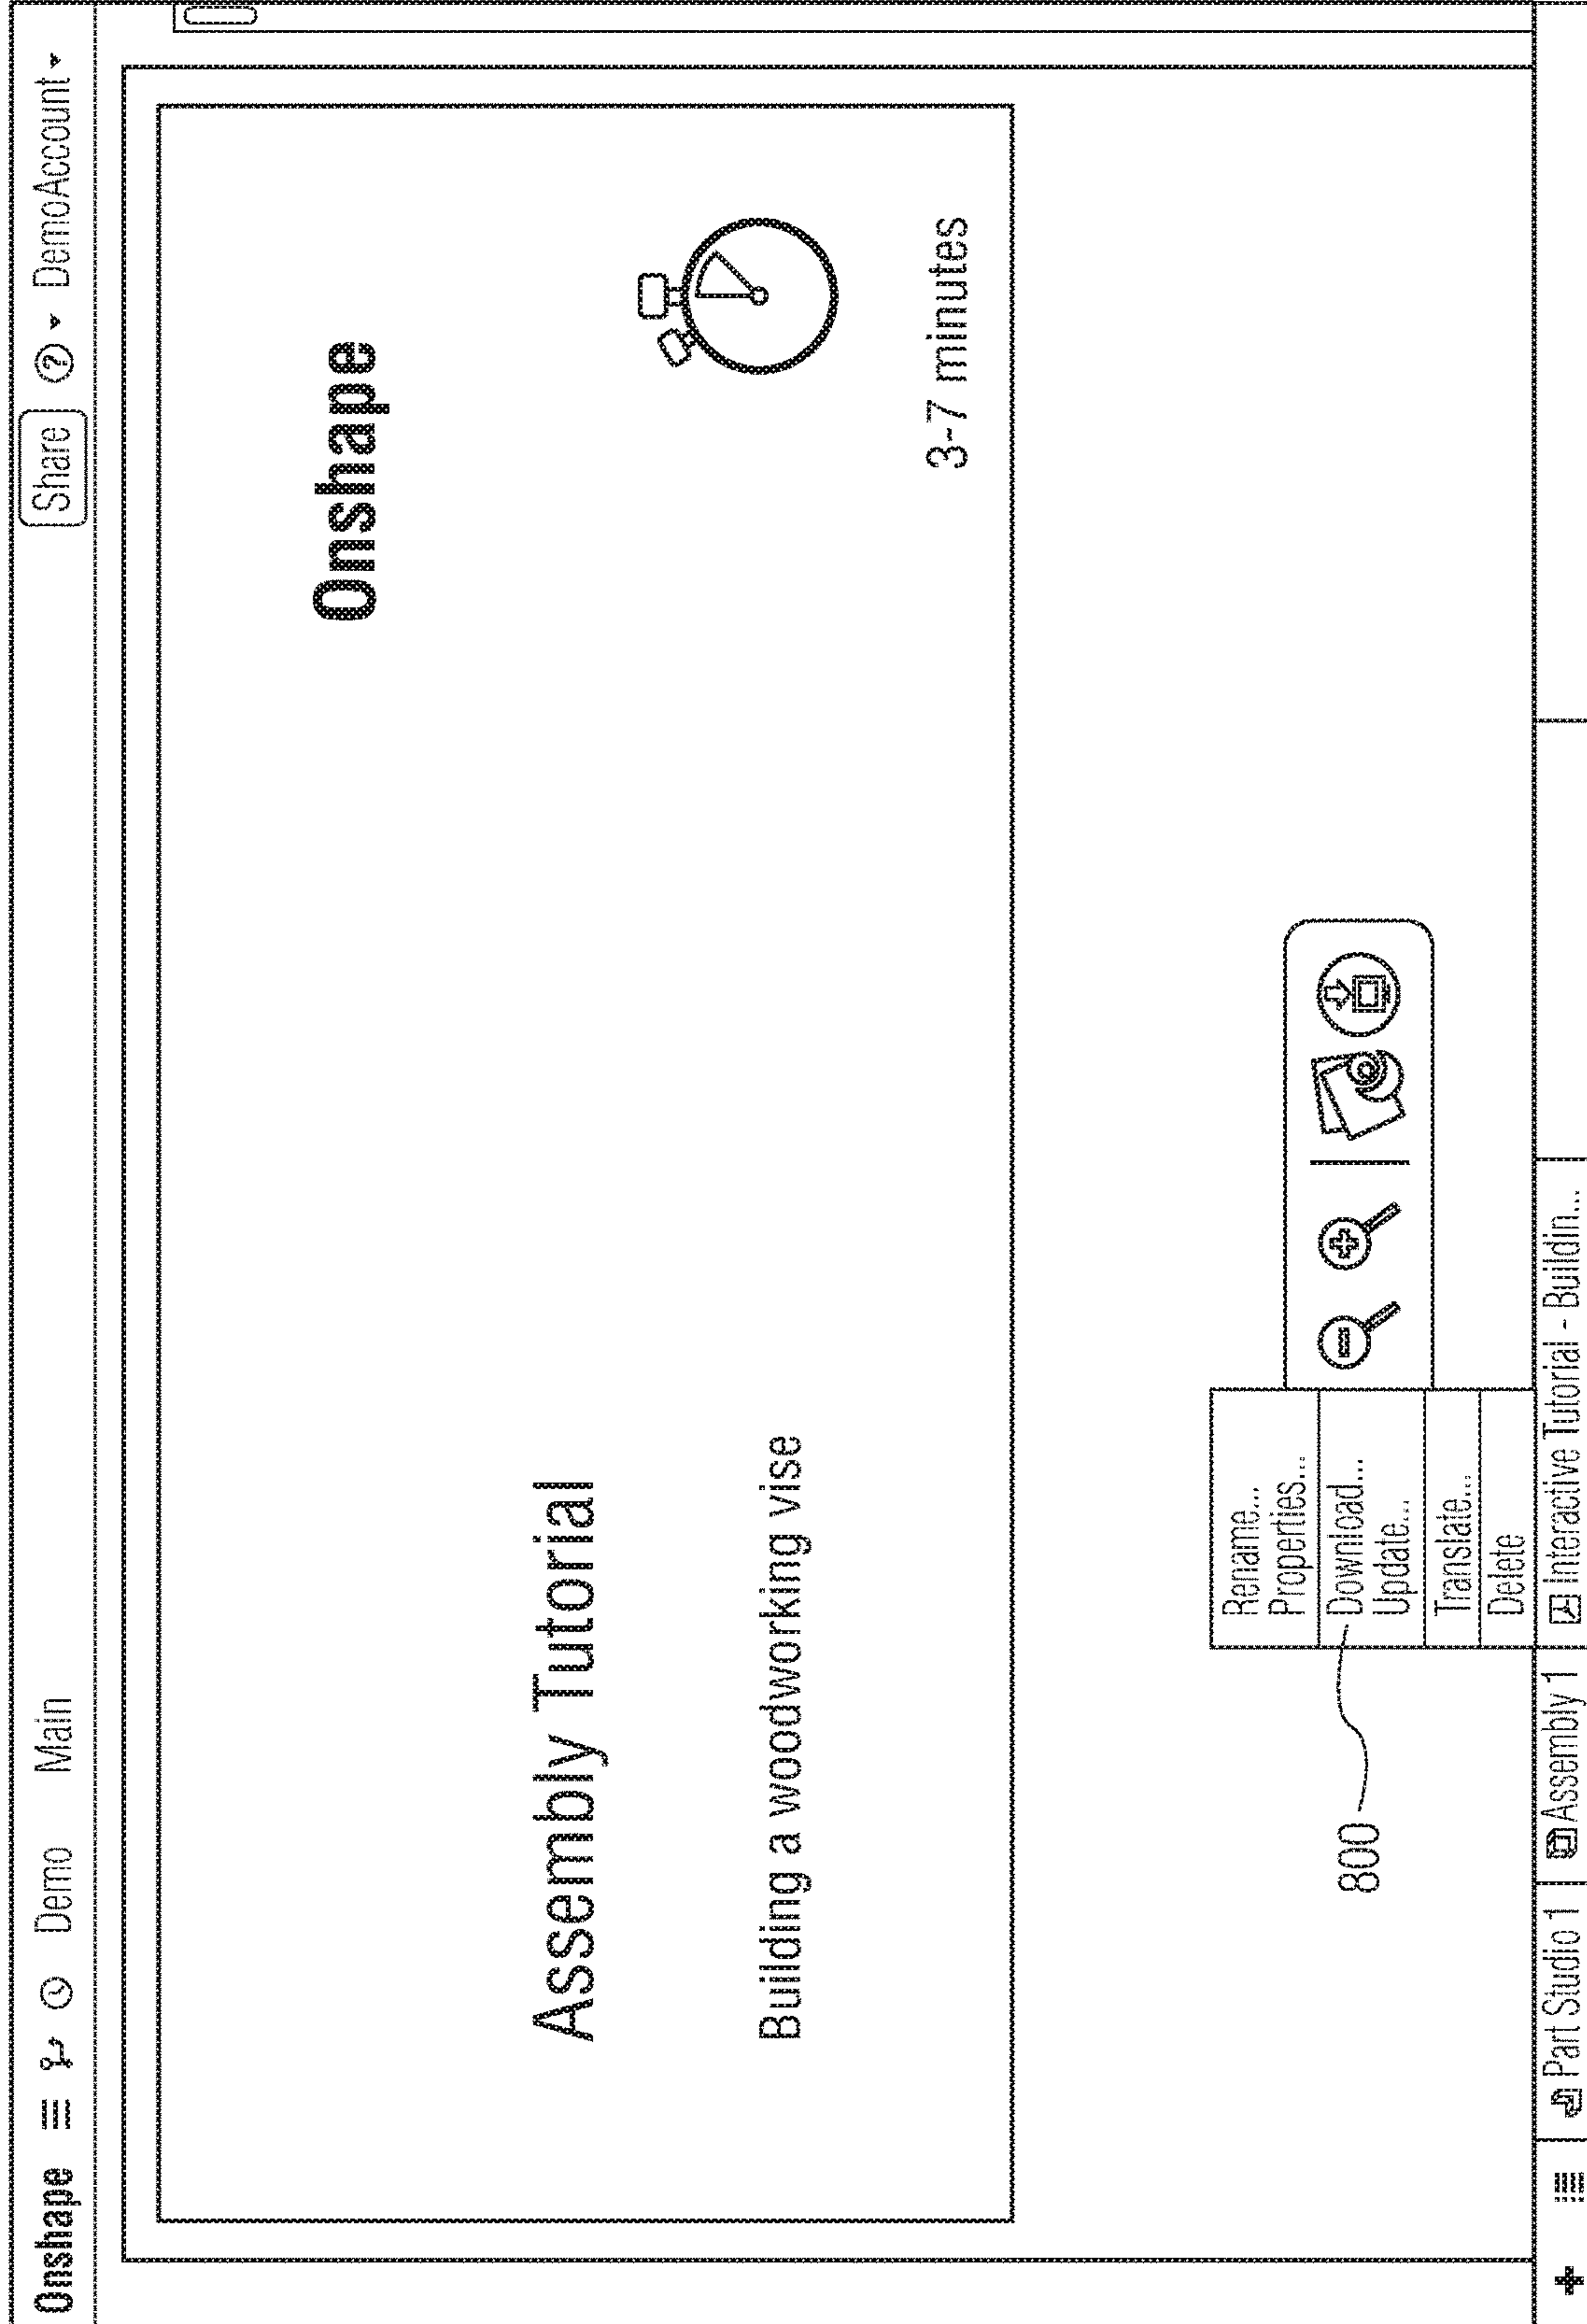 Onshape Demo Main Share ? DemoAccount
Onshape
Assembly Tutorial
Building a woodworking vise
3-7 minutes
Rename...
Properties...
Download...
Update...
Translate...
Delete
800
+ Part Studio 1 Assembly 1 Interactive Tutorial - Buildin...